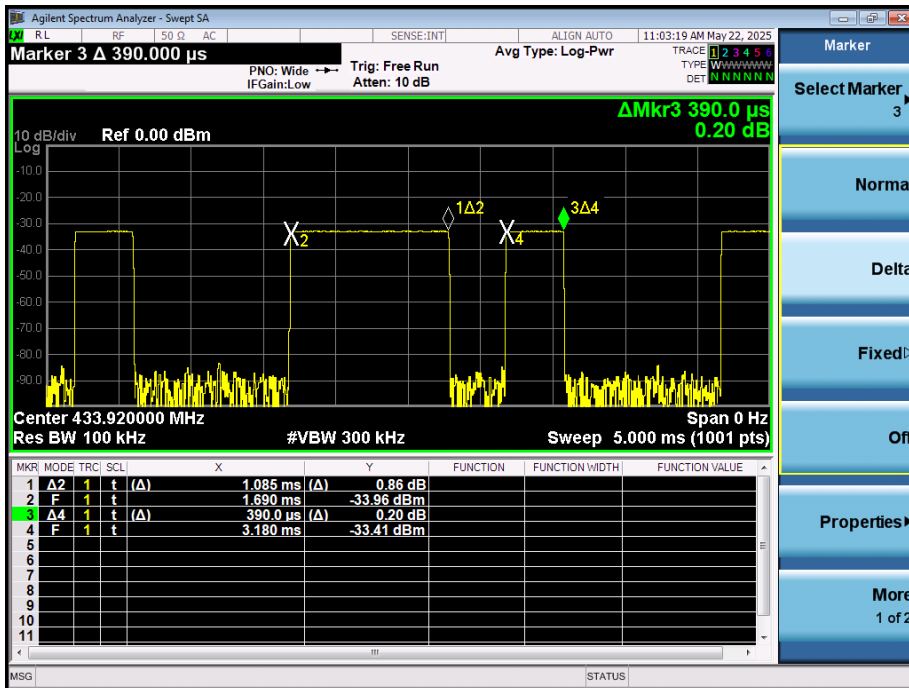 Agilent Spectrum Analyzer - Swept SA
LXI RL RF 50 Ω AC SENSE:INT ALIGN AUTO 11:03:19 AM May 22, 2025
Marker 3 Δ 390.000 µs
PNO: Wide
IFGain:Low
Trig: Free Run
Atten: 10 dB
Avg Type: Log-Pwr
TRACE 1 2 3 4 5 6
TYPE WWWWWW
DET N N N N N N
ΔMkr3 390.0 µs
0.20 dB
10 dB/div Ref 0.00 dBm
Log
-10.0
-20.0
-30.0
-40.0
-50.0
-60.0
-70.0
-80.0
-90.0
1Δ2
3Δ4
X2
X4
Center 433.920000 MHz Span 0 Hz
Res BW 100 kHz #VBW 300 kHz Sweep 5.000 ms (1001 pts)
MKR MODE TRC SCL X Y FUNCTION FUNCTION WIDTH FUNCTION VALUE
1 Δ2 1 t (Δ) 1.085 ms (Δ) 0.86 dB
2 F 1 t 1.690 ms -33.96 dBm
3 Δ4 1 t (Δ) 390.0 µs (Δ) 0.20 dB
4 F 1 t 3.180 ms -33.41 dBm
5
6
7
8
9
10
11
MSG STATUS
Marker
Select Marker
3
Norma
Delta
Fixed
Of
Properties
More
1 of 2